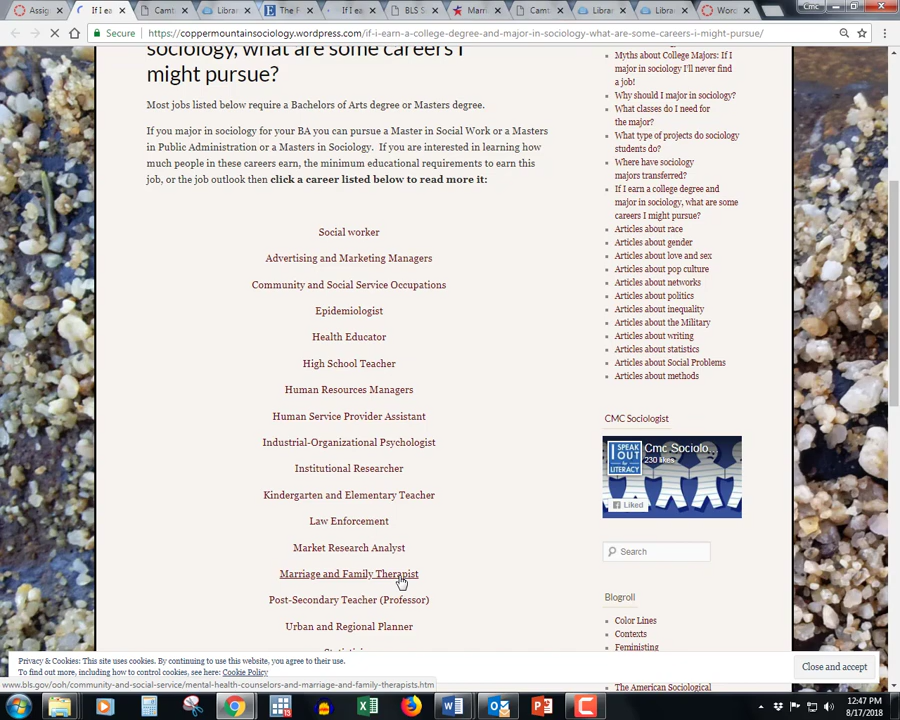 Assig
If I ea
Camt
Librar
The F
If I ea
BLS S
Marri
Camt
Librar
Librar
Word
Cmc
Secure
https://coppermountainsociology.wordpress.com/if-i-earn-a-college-degree-and-major-in-sociology-what-are-some-careers-i-might-pursue/
sociology, what are some careers I
might pursue?
Most jobs listed below require a Bachelors of Arts degree or Masters degree.
If you major in sociology for your BA you can pursue a Master in Social Work or a Masters
in Public Administration or a Masters in Sociology. If you are interested in learning how
much people in these careers earn, the minimum educational requirements to earn this
job, or the job outlook then click a career listed below to read more it:
Social worker
Advertising and Marketing Managers
Community and Social Service Occupations
Epidemiologist
Health Educator
High School Teacher
Human Resources Managers
Human Service Provider Assistant
Industrial-Organizational Psychologist
Institutional Researcher
Kindergarten and Elementary Teacher
Law Enforcement
Market Research Analyst
Marriage and Family Therapist
Post-Secondary Teacher (Professor)
Urban and Regional Planner
Myths about College Majors: If I
major in sociology I'll never find
a job!
Why should I major in sociology?
What classes do I need for
the major?
What type of projects do sociology
students do?
Where have sociology
majors transferred?
If I earn a college degree and
major in sociology, what are some
careers I might pursue?
Articles about race
Articles about gender
Articles about love and sex
Articles about pop culture
Articles about networks
Articles about politics
Articles about inequality
Articles about the Military
Articles about writing
Articles about statistics
Articles about Social Problems
Articles about methods
CMC Sociologist
I SPEAK
OUT
for
LITERACY
Cmc Sociolo...
230 likes
Liked
Search
Blogroll
Color Lines
Contexts
Feministing
The American Sociological
Privacy & Cookies: This site uses cookies. By continuing to use this website, you agree to their use.
To find out more, including how to control cookies, see here: Cookie Policy
Close and accept
www.bls.gov/ooh/community-and-social-service/mental-health-counselors-and-marriage-and-family-therapists.htm
12:47 PM
8/17/2018